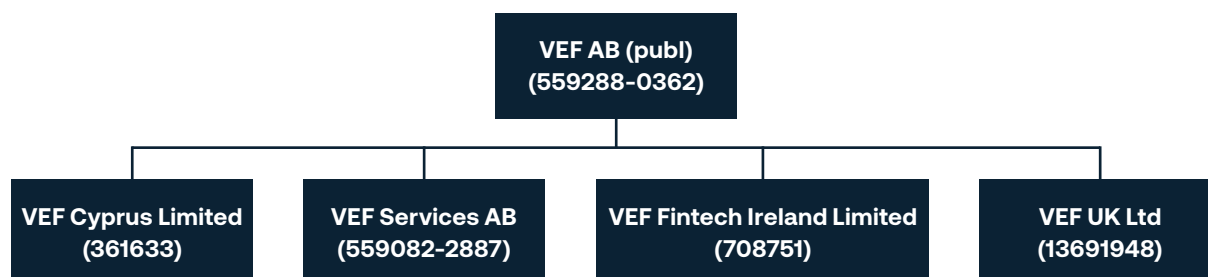 VEF AB (publ)
(559288-0362)
VEF Cyprus Limited
(361633)
VEF Services AB
(559082-2887)
VEF Fintech Ireland Limited
(708751)
VEF UK Ltd
(13691948)